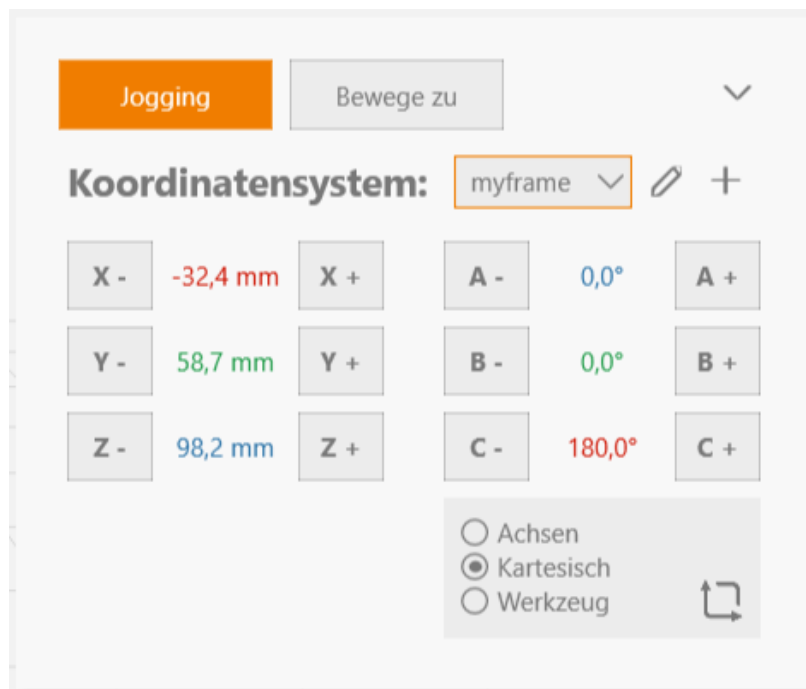 Jogging Bewege zu
Koordinatensystem: myframe
X - -32,4 mm X + A - 0,0° A +
Y - 58,7 mm Y + B - 0,0° B +
Z - 98,2 mm Z + C - 180,0° C +
Achsen
Kartesisch
Werkzeug